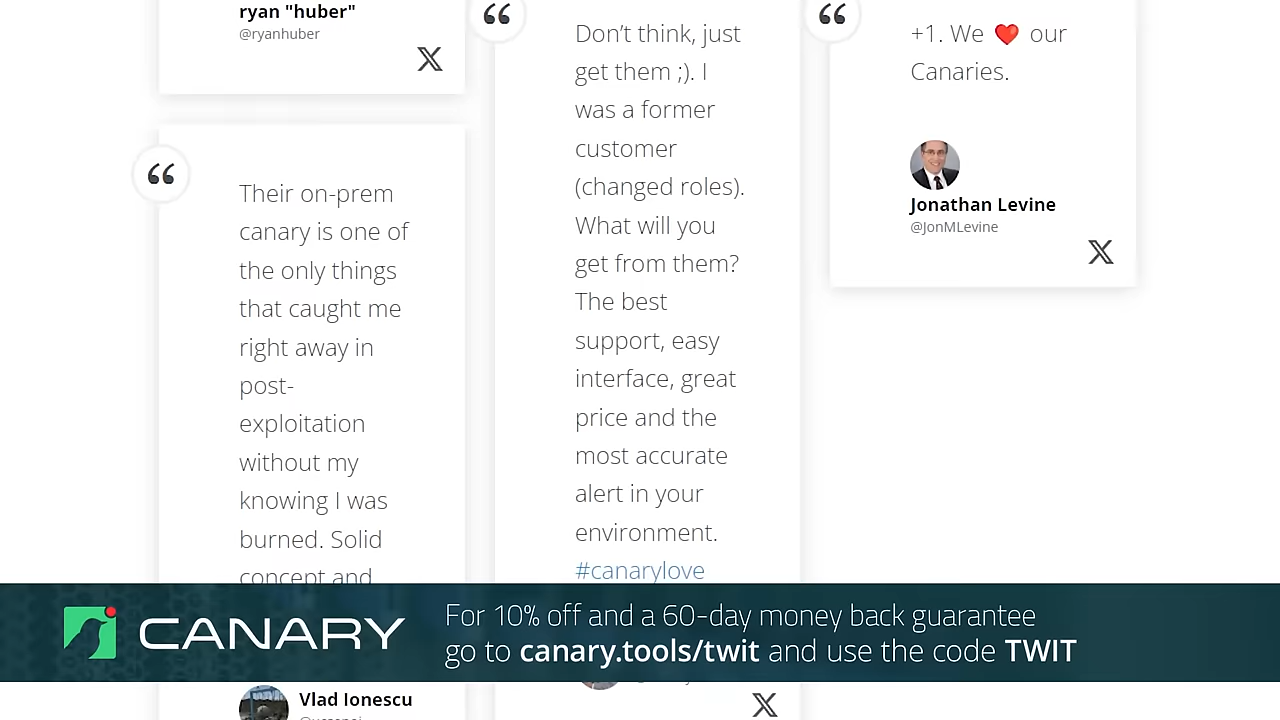 ryan "huber"
@ryanhuber
“
Their on-prem
canary is one of
the only things
that caught me
right away in
post-
exploitation
without my
knowing I was
burned. Solid
concept and
Vlad Ionescu
“
Don’t think, just
get them ;). I
was a former
customer
(changed roles).
What will you
get from them?
The best
support, easy
interface, great
price and the
most accurate
alert in your
environment.
#canarylove
“
+1. We ❤️ our
Canaries.
Jonathan Levine
@JonMLevine
CANARY
For 10% off and a 60-day money back guarantee
go to canary.tools/twit and use the code TWIT